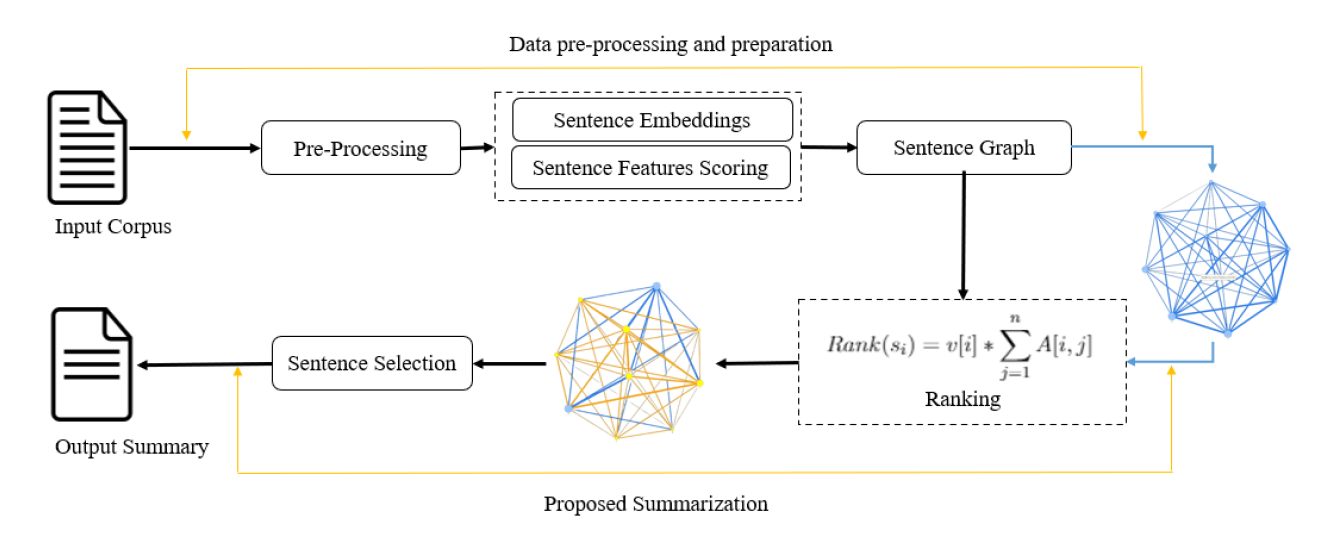 Data pre-processing and preparation
Input Corpus
Pre-Processing
Sentence Embeddings
Sentence Features Scoring
Sentence Graph
Rank(s_i) = v[i] * \sum_{j=1}^{n} A[i, j]
Ranking
Sentence Selection
Output Summary
Proposed Summarization